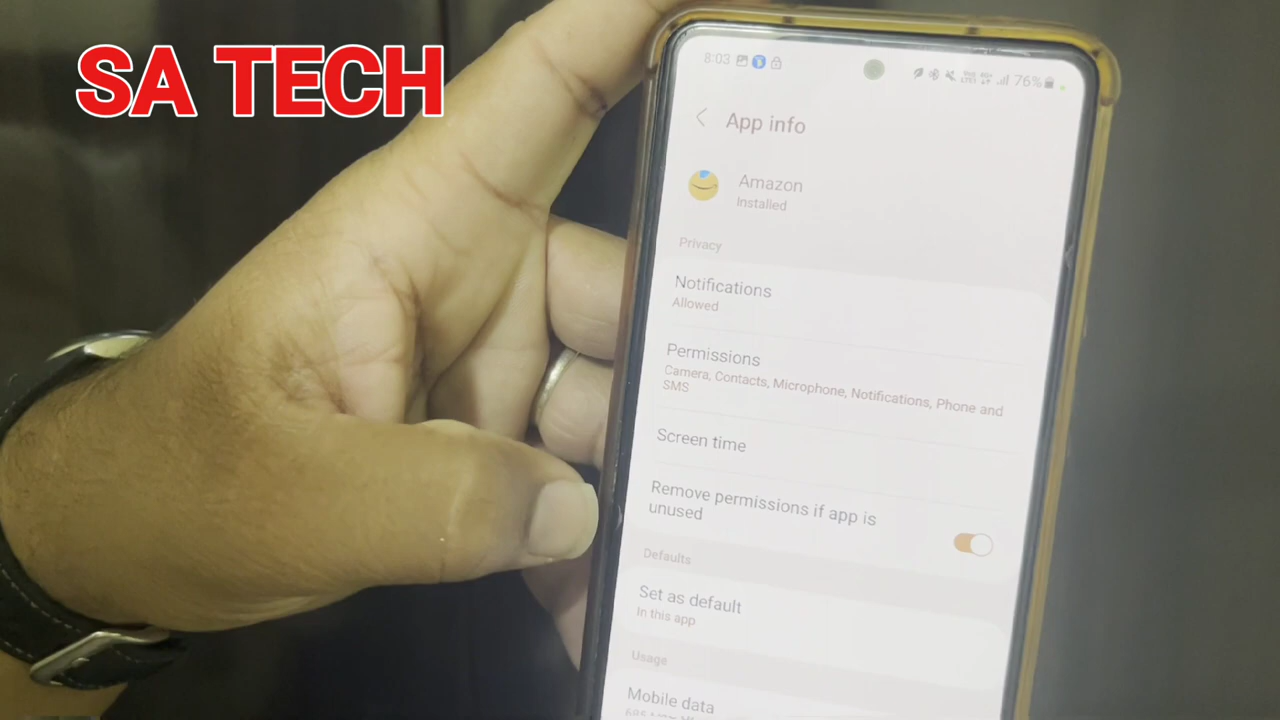 SA TECH
8:03
76%
App info
Amazon
Installed
Privacy
Notifications
Allowed
Permissions
Camera, Contacts, Microphone, Notifications, Phone and
SMS
Screen time
Remove permissions if app is
unused
Defaults
Set as default
In this app
Usage
Mobile data